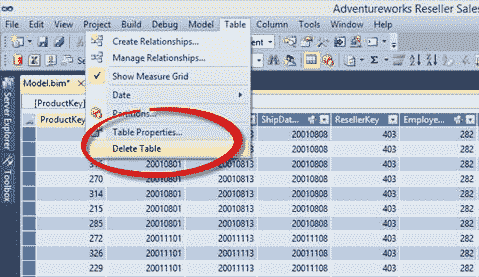 Adventureworks Reseller Sales
File Edit View Project Build Debug Model Table Column Tools Window Help
Create Relationships...
Manage Relationships...
Show Measure Grid
Date
Partitions...
Table Properties...
Delete Table
Server Explorer
Toolbox
Model.bim*
[ProductKey]
ProductKey ShipDat... ResellerKey Employe...
20010808 403 282
20010808 403 282
20010801 20010813 20010808 403 282
270 20010801 20010813 20010808 403 282
314 20010801 20010813 20010808 403 282
215 20010801 20010813 20010808 403 282
285 20010801 20010813 20010808 403 282
272 20011101 20011113 20011108 403 282
326 20011101 20011113 20011108 403 282
229 20011101 20011113 20011108 403 282